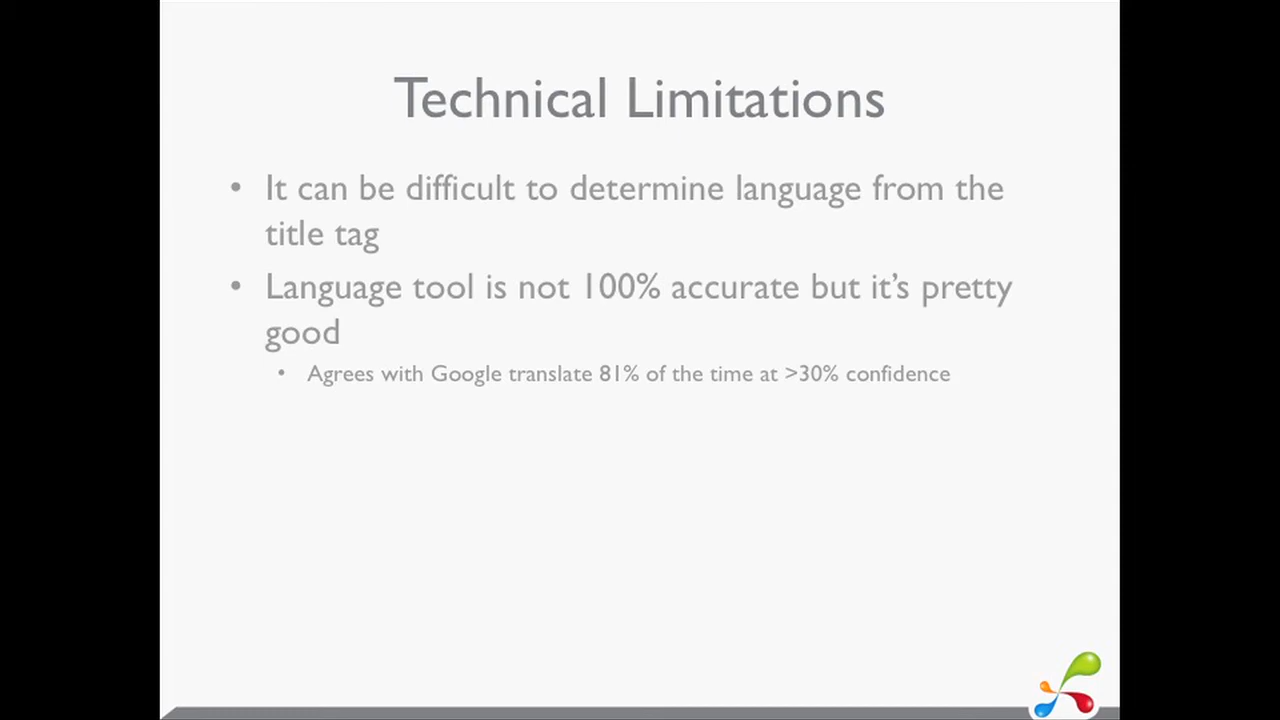 Technical Limitations
• It can be difficult to determine language from the
title tag
• Language tool is not 100% accurate but it’s pretty
good
• Agrees with Google translate 81% of the time at >30% confidence